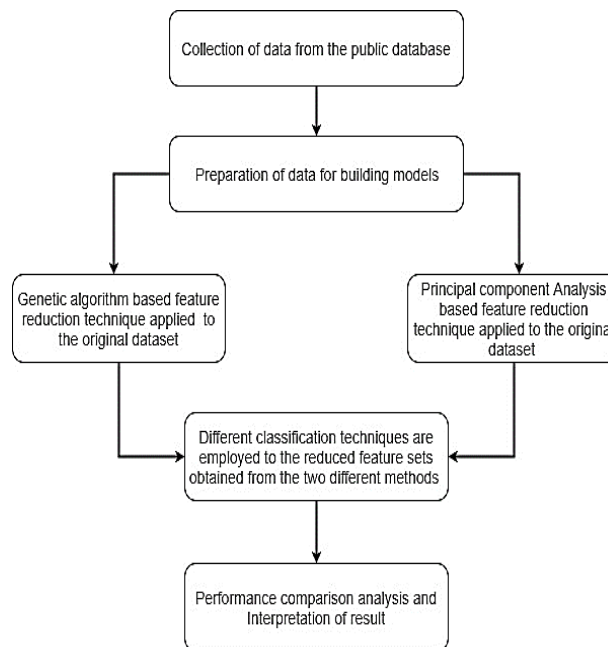 Collection of data from the public database
Preparation of data for building models
Genetic algorithm based feature
reduction technique applied to
the original dataset
Principal component Analysis
based feature reduction
technique applied to the original
dataset
Different classification techniques are
employed to the reduced feature sets
obtained from the two different methods
Performance comparison analysis and
Interpretation of result